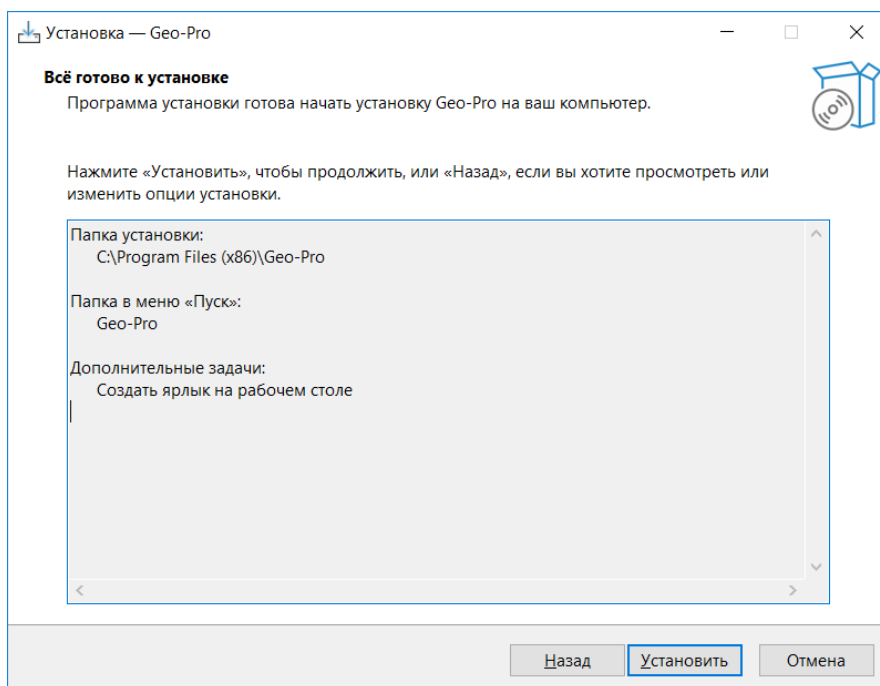 Установка — Geo-Pro
Всё готово к установке
Программа установки готова начать установку Geo-Pro на ваш компьютер.
Нажмите «Установить», чтобы продолжить, или «Назад», если вы хотите просмотреть или
изменить опции установки.
Папка установки:
C:\Program Files (x86)\Geo-Pro
Папка в меню «Пуск»:
Geo-Pro
Дополнительные задачи:
Создать ярлык на рабочем столе
Назад
Установить
Отмена